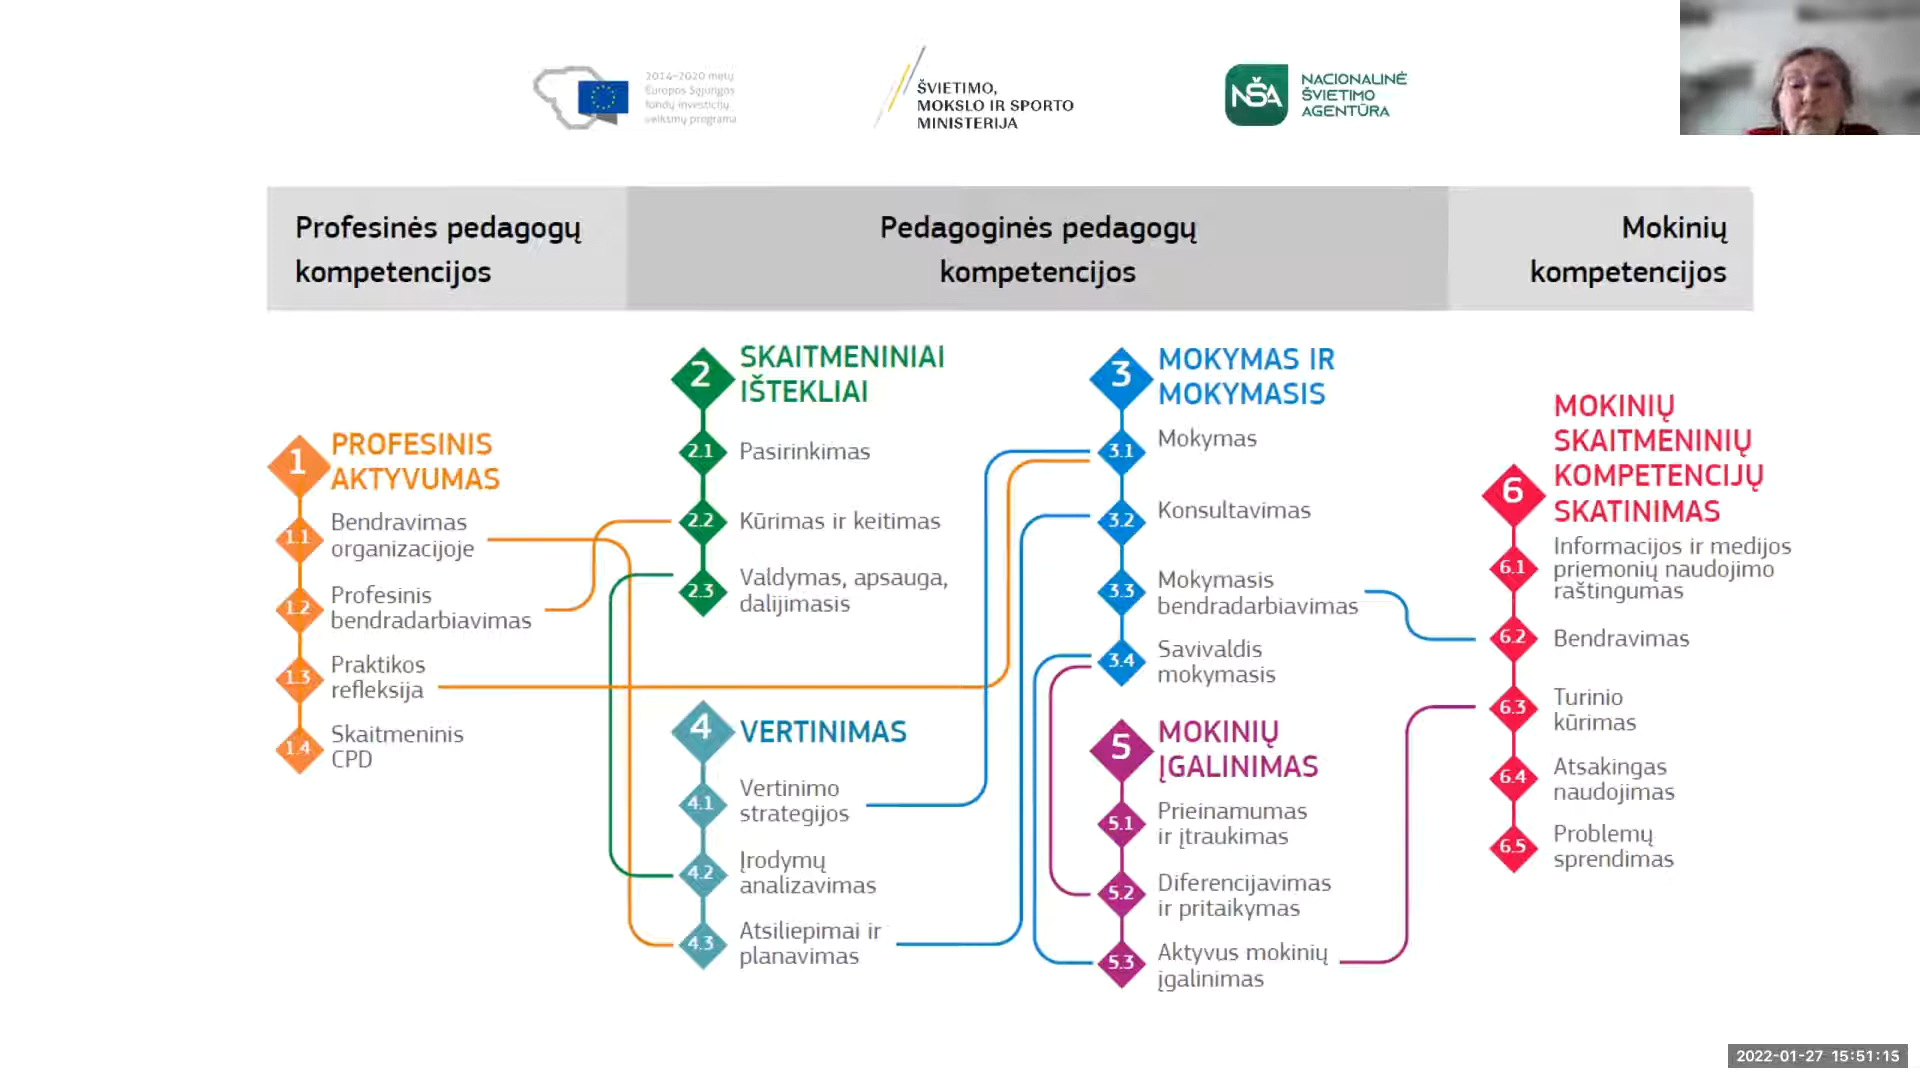 2014–2020 metų
Europos Sąjungos
fondų investicijų
veiksmų programa
ŠVIETIMO,
MOKSLO IR SPORTO
MINISTERIJA
NŠA
NACIONALINĖ
ŠVIETIMO
AGENTŪRA
Profesinės pedagogų
kompetencijos
Pedagoginės pedagogų
kompetencijos
Mokinių
kompetencijos
1
PROFESINIS
AKTYVUMAS
1.1
Bendravimas
organizacijoje
1.2
Profesinis
bendradarbiavimas
1.3
Praktikos
refleksija
1.4
Skaitmeninis
CPD
2
SKAITMENINIAI
IŠTEKLIAI
2.1
Pasirinkimas
2.2
Kūrimas ir keitimas
2.3
Valdymas, apsauga,
dalijimasis
4
VERTINIMAS
4.1
Vertinimo
strategijos
4.2
Įrodymų
analizavimas
4.3
Atsiliepimai ir
planavimas
3
MOKYMAS IR
MOKYMASIS
3.1
Mokymas
3.2
Konsultavimas
3.3
Mokymasis
bendradarbiavimas
3.4
Savivaldis
mokymasis
5
MOKINIŲ
ĮGALINIMAS
5.1
Prieinamumas
ir įtraukimas
5.2
Diferencijavimas
ir pritaikymas
5.3
Aktyvus mokinių
įgalinimas
6
MOKINIŲ
SKAITMENINIŲ
KOMPETENCIJŲ
SKATINIMAS
6.1
Informacijos ir medijos
priemonių naudojimo
raštingumas
6.2
Bendravimas
6.3
Turinio
kūrimas
6.4
Atsakingas
naudojimas
6.5
Problemų
sprendimas
2022-01-27 15:51:15